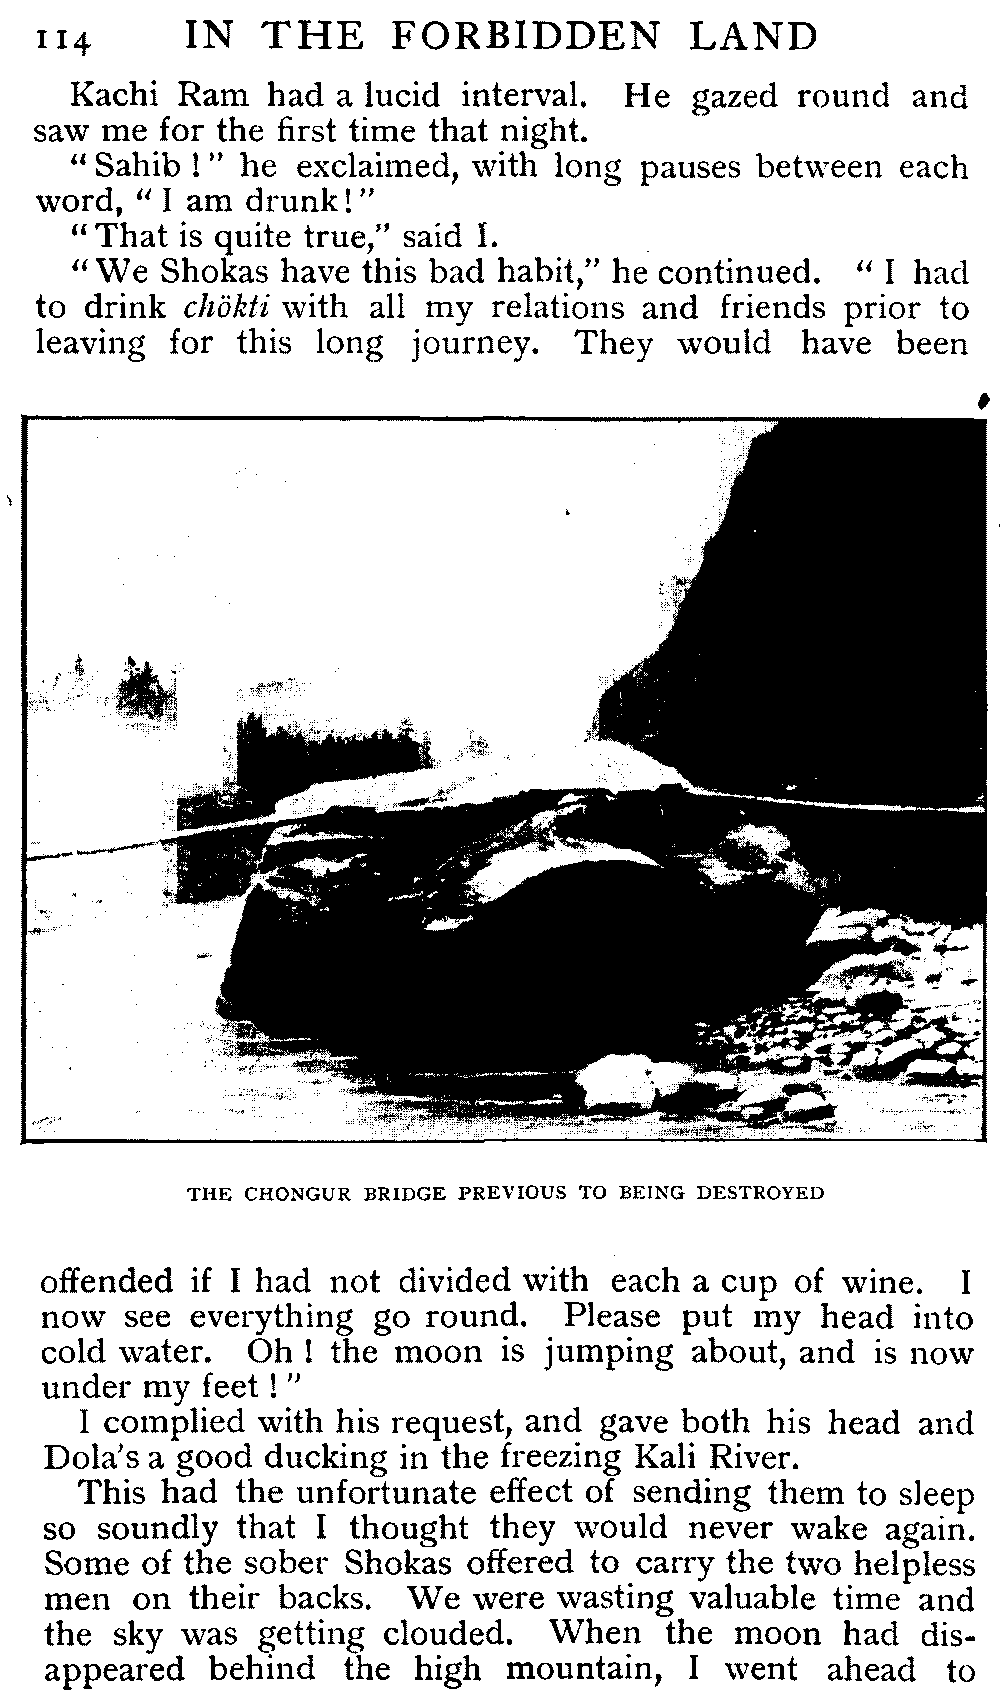 114 IN THE FORBIDDEN LAND
Kachi Ram had a lucid interval. He gazed round and
saw me for the first time that night.
“Sahib!” he exclaimed, with long pauses between each
word, “I am drunk!”
“That is quite true,” said I.
“We Shokas have this bad habit,” he continued. “I had
to drink chökti with all my relations and friends prior to
leaving for this long journey. They would have been
THE CHONGUR BRIDGE PREVIOUS TO BEING DESTROYED
offended if I had not divided with each a cup of wine. I
now see everything go round. Please put my head into
cold water. Oh! the moon is jumping about, and is now
under my feet!”
I complied with his request, and gave both his head and
Dola's a good ducking in the freezing Kali River.
This had the unfortunate effect of sending them to sleep
so soundly that I thought they would never wake again.
Some of the sober Shokas offered to carry the two helpless
men on their backs. We were wasting valuable time and
the sky was getting clouded. When the moon had dis-
appeared behind the high mountain, I went ahead to